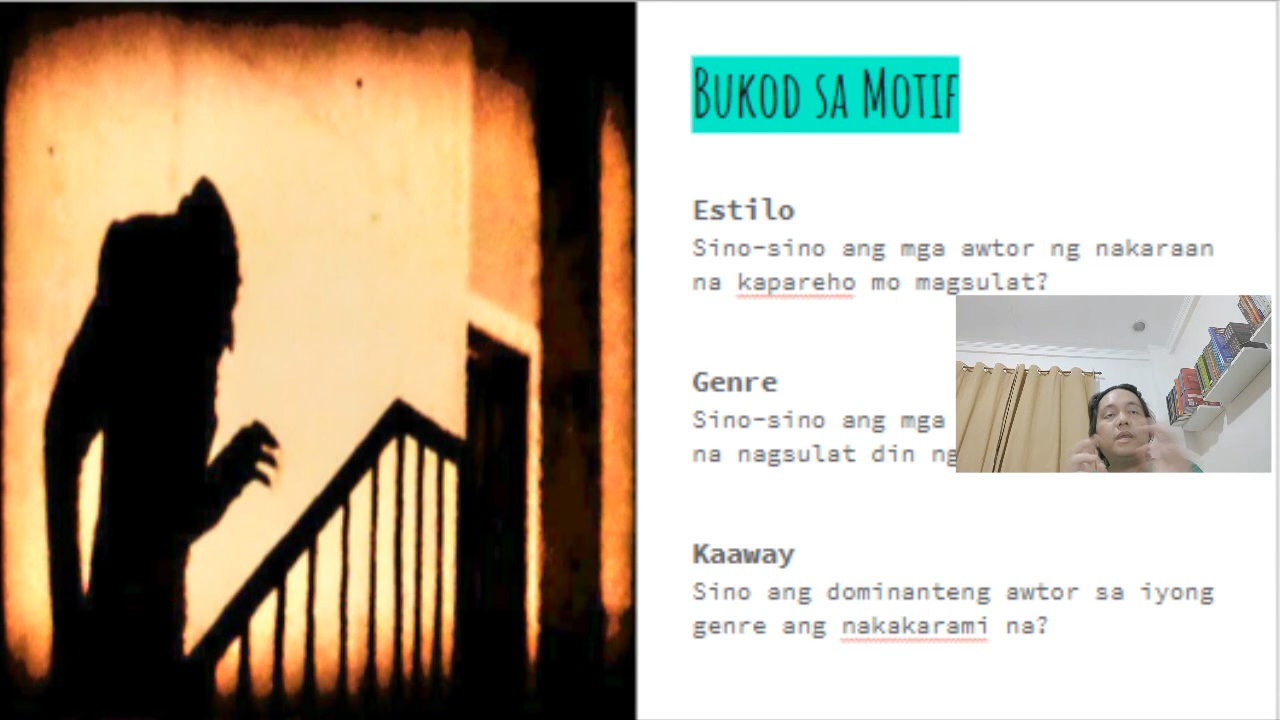 Bukod sa Motif
Estilo
Sino-sino ang mga awtor ng nakaraan
na kapareho mo magsulat?
Genre
Sino-sino ang mga
na nagsulat din ng
Kaaway
Sino ang dominanteng awtor sa iyong
genre ang nakakarami na?